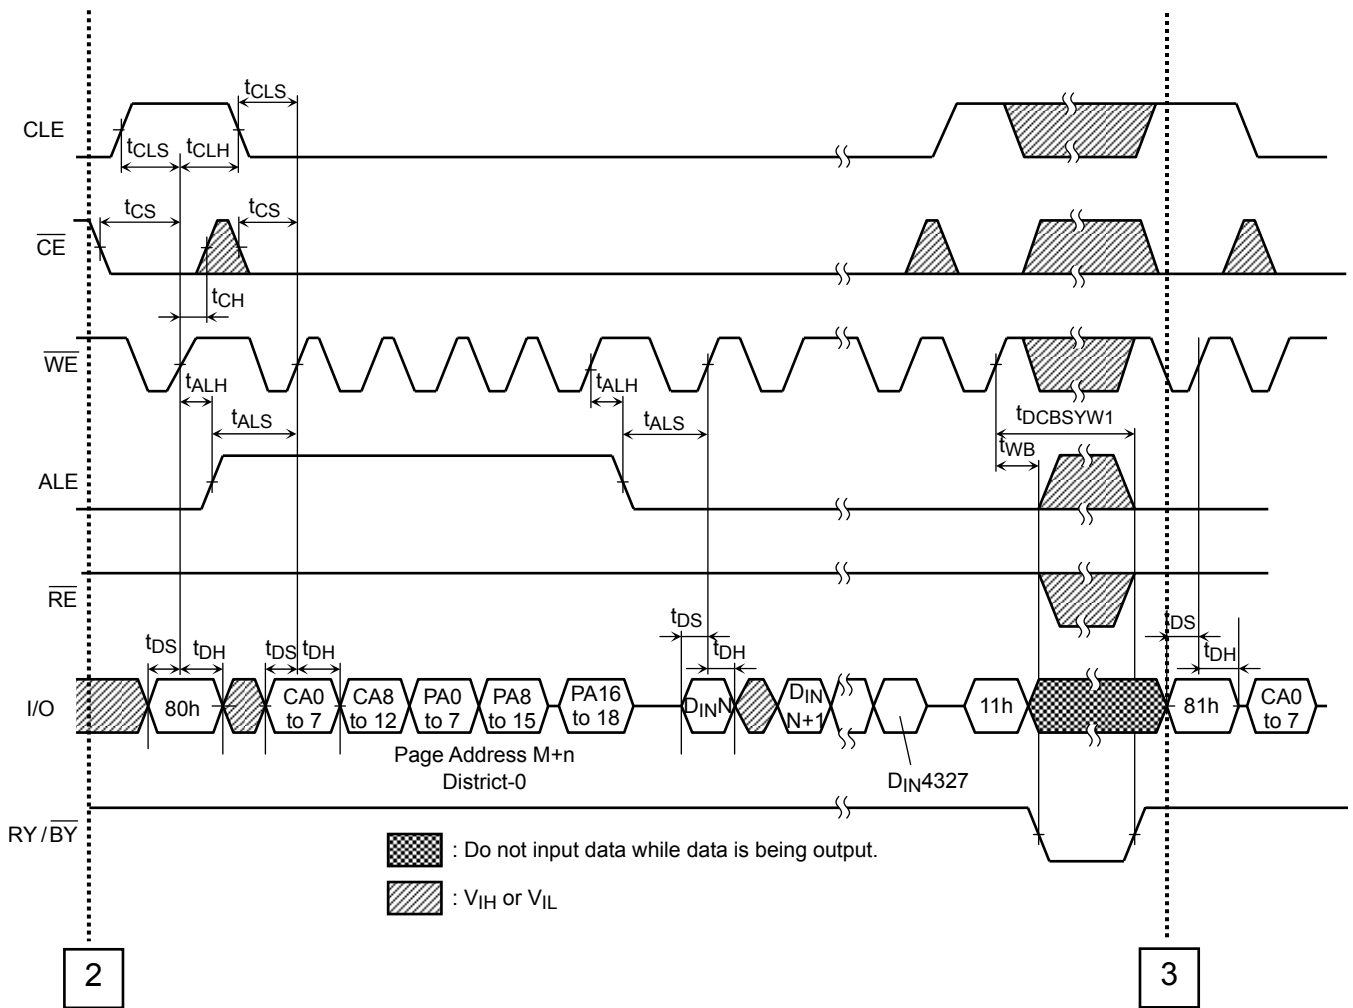 tCLS
CLE
tCLS tCLH
tCS tCS
CE
tCH
WE
tALH tALH
tALS tALS
tDCBSYW1
tWB
ALE
RE
tDS tDH tDS tDH tDS tDH tDS tDH
I/O
80h
CA0 to 7
CA8 to 12
PA0 to 7
PA8 to 15
PA16 to 18
DINN
DIN N+1
11h
81h
CA0 to 7
Page Address M+n
District-0
DIN4327
RY/BY
: Do not input data while data is being output.
: VIH or VIL
2 3